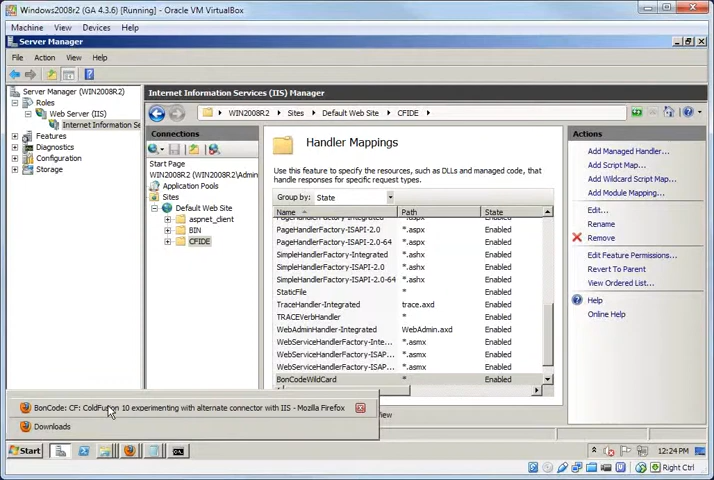 Windows2008r2 (GA 4.3.6) [Running] - Oracle VM VirtualBox
Machine View Devices Help
Server Manager
File Action View Help
Server Manager (WIN2008R2)
Roles
Web Server (IIS)
Internet Information Se
Features
Diagnostics
Configuration
Storage
Internet Information Services (IIS) Manager
WIN2008R2 Sites Default Web Site CFIDE
Connections
Start Page
WIN2008R2 (WIN2008R2\Admin
Application Pools
Sites
Default Web Site
aspnet_client
BIN
CFIDE
Handler Mappings
Use this feature to specify the resources, such as DLLs and managed code, that
handle responses for specific request types.
Group by: State
Name Path State
PageHandlerFactory-Integrated *.aspx Enabled
PageHandlerFactory-ISAPI-2.0 *.aspx Enabled
PageHandlerFactory-ISAPI-2.0-64 *.aspx Enabled
SimpleHandlerFactory-Integrated *.ashx Enabled
SimpleHandlerFactory-ISAPI-2.0 *.ashx Enabled
SimpleHandlerFactory-ISAPI-2.0-64 *.ashx Enabled
StaticFile * Enabled
TraceHandler-Integrated trace.axd Enabled
TRACEVerbHandler * Enabled
WebAdminHandler-Integrated WebAdmin.axd Enabled
WebServiceHandlerFactory-Inte... *.asmx Enabled
WebServiceHandlerFactory-ISAP... *.asmx Enabled
WebServiceHandlerFactory-ISAP... *.asmx Enabled
BonCodeWildCard * Enabled
Actions
Add Managed Handler...
Add Script Map...
Add Wildcard Script Map...
Add Module Mapping...
Edit...
Rename
Remove
Edit Feature Permissions...
Revert To Parent
View Ordered List...
Help
Online Help
BonCode: CF: ColdFusion 10 experimenting with alternate connector with IIS - Mozilla Firefox
Downloads
iew
Start
12:24 PM
Right Ctrl